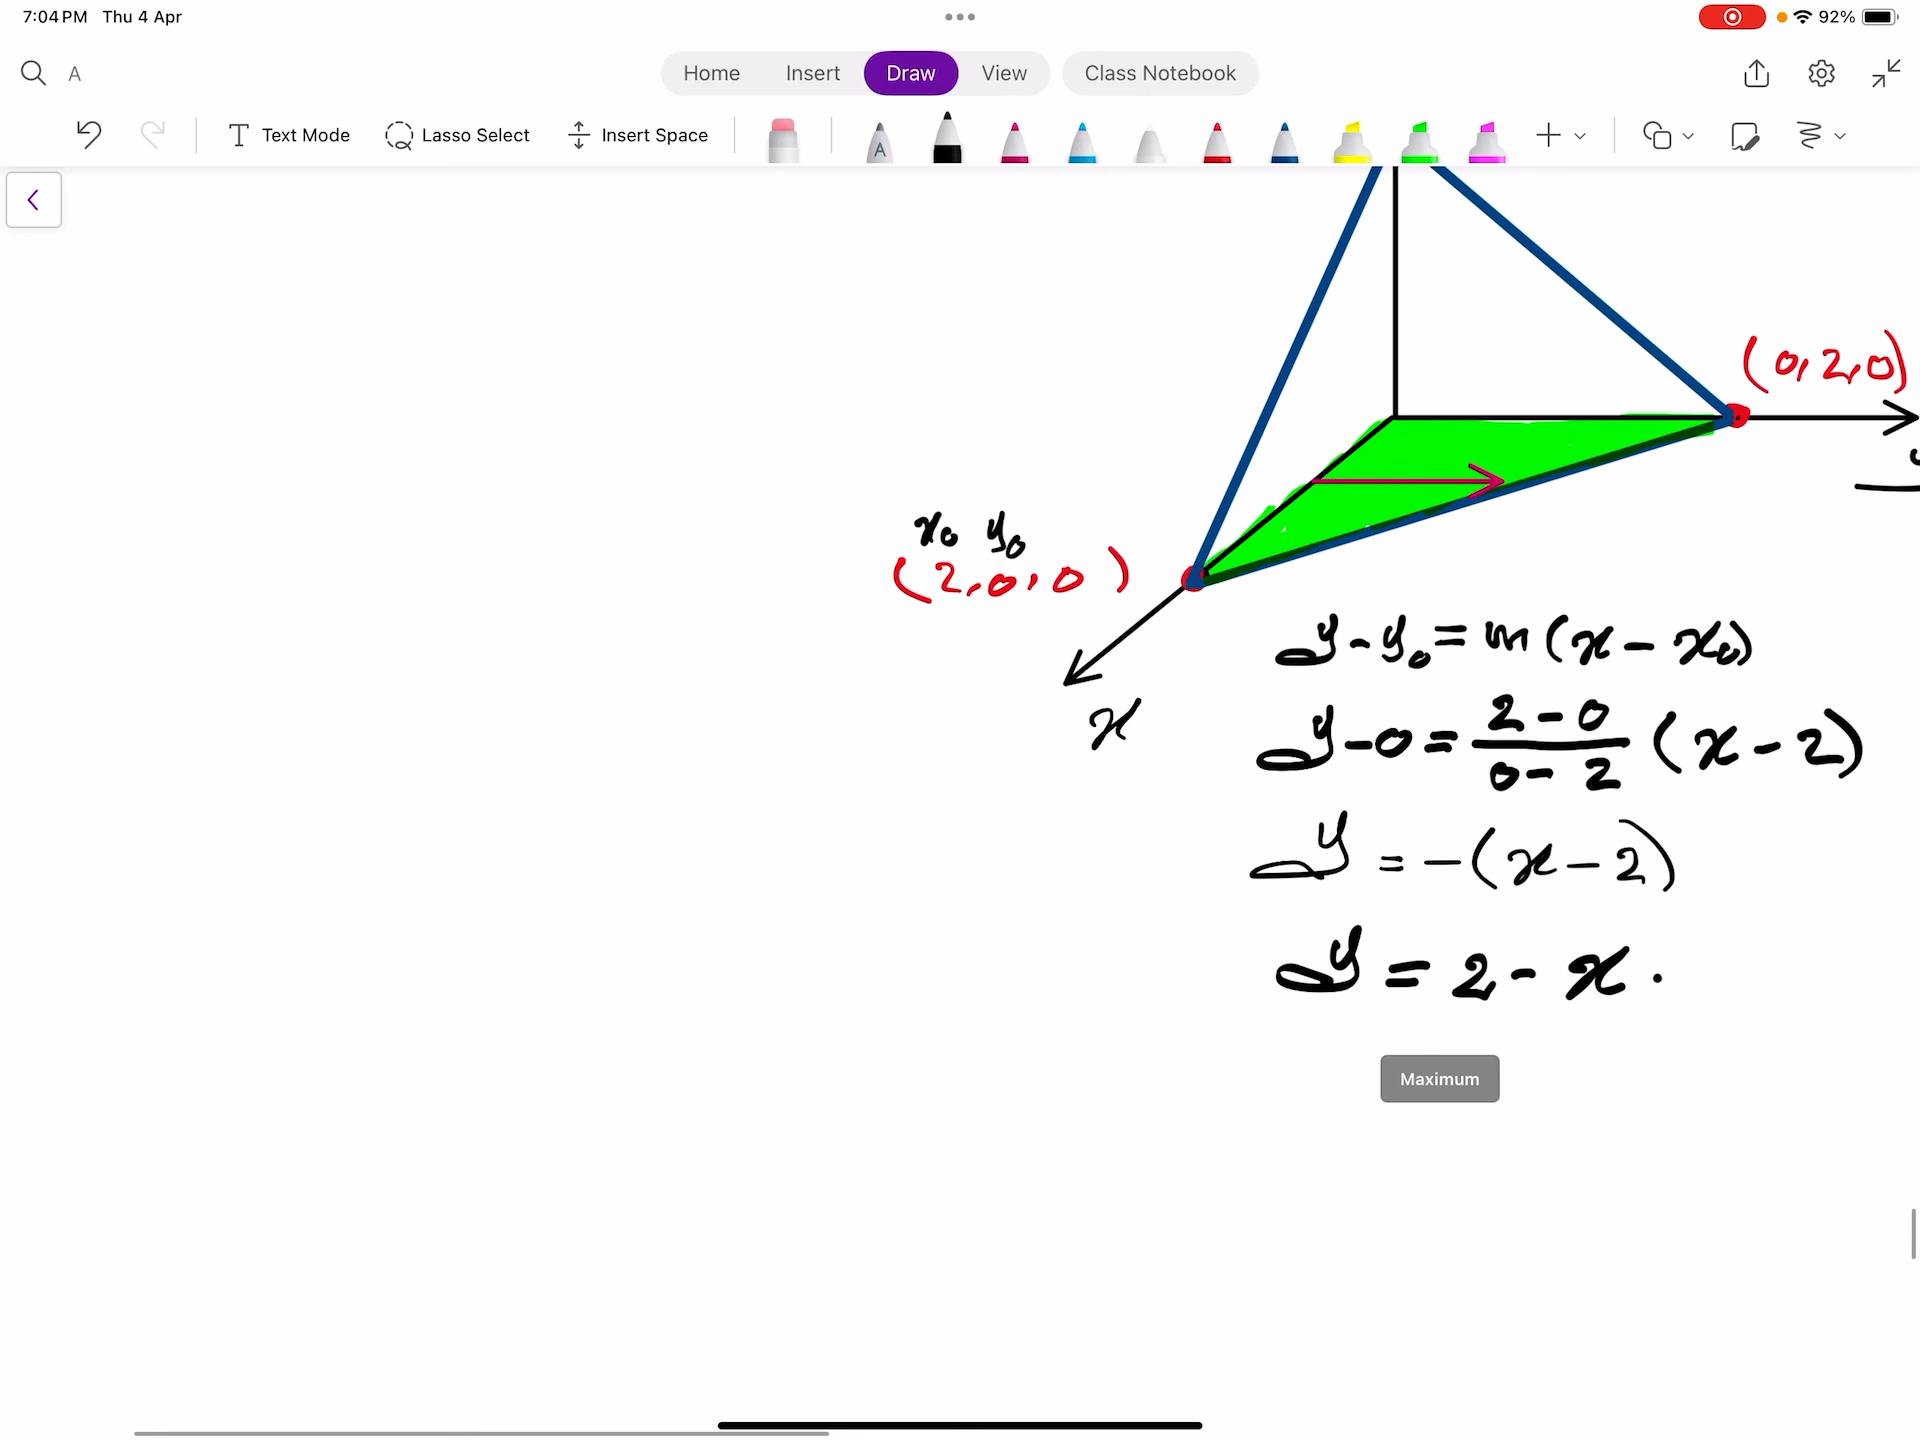 7:04 PM Thu 4 Apr
92%
A
Home Insert Draw View Class Notebook
Text Mode Lasso Select Insert Space
A
(0,2,0)
x₀ y₀
(2,0,0)
x
y-y₀=m(x-x₀)
y-0=\frac{2-0}{0-2}(x-2)
y=-(x-2)
y=2-x.
Maximum